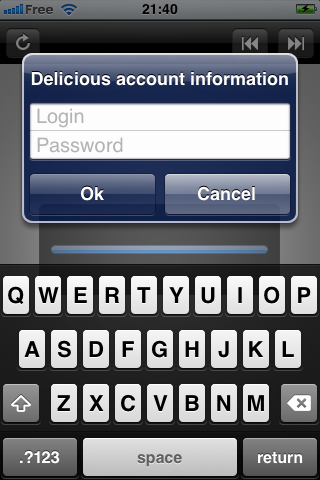 Free 21:40
Delicious account information
Login
Password
Ok Cancel
Q W E R T Y U I O P
A S D F G H J K L
Z X C V B N M
.?123 space return